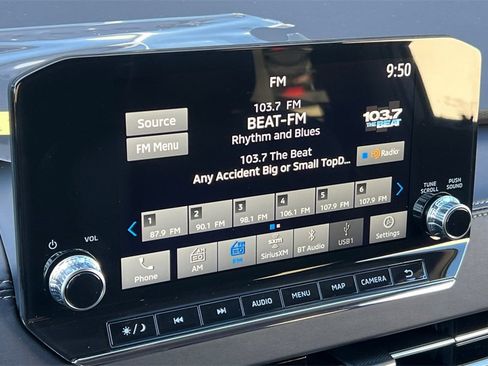 FM
9:50
103.7 FM
BEAT-FM
Rhythm and Blues
Source
FM Menu
103.7
THE BEAT
103.7 The Beat
Any Accident Big or Small TopD...
HD Radio
1 2 3 4 5 6
87.9 FM 90.1 FM 98.1 FM 106.1 FM 107.9 FM 107.9 FM
VOL
TUNE
SCROLL
PUSH
SOUND
Phone
AM
FM
sxm
SiriusXM
BT Audio
USB1
Settings
AUDIO
MENU
MAP
CAMERA